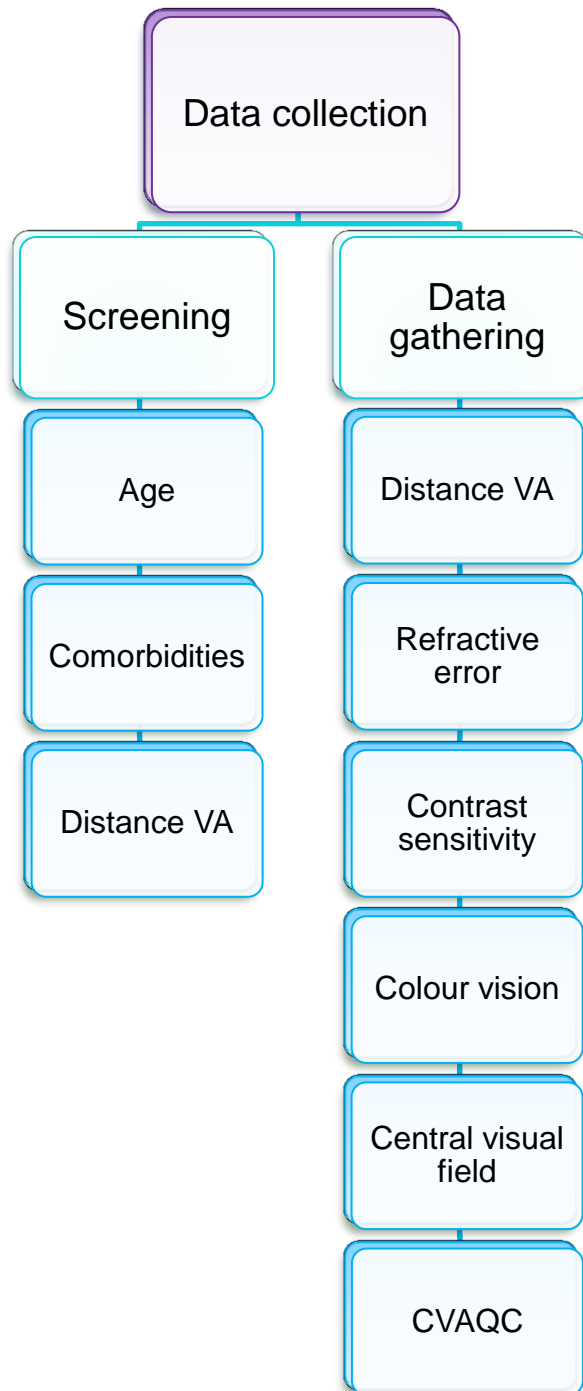 Data collection
Screening
Age
Comorbidities
Distance VA
Data
gathering
Distance VA
Refractive
error
Contrast
sensitivity
Colour vision
Central visual
field
CVAQC